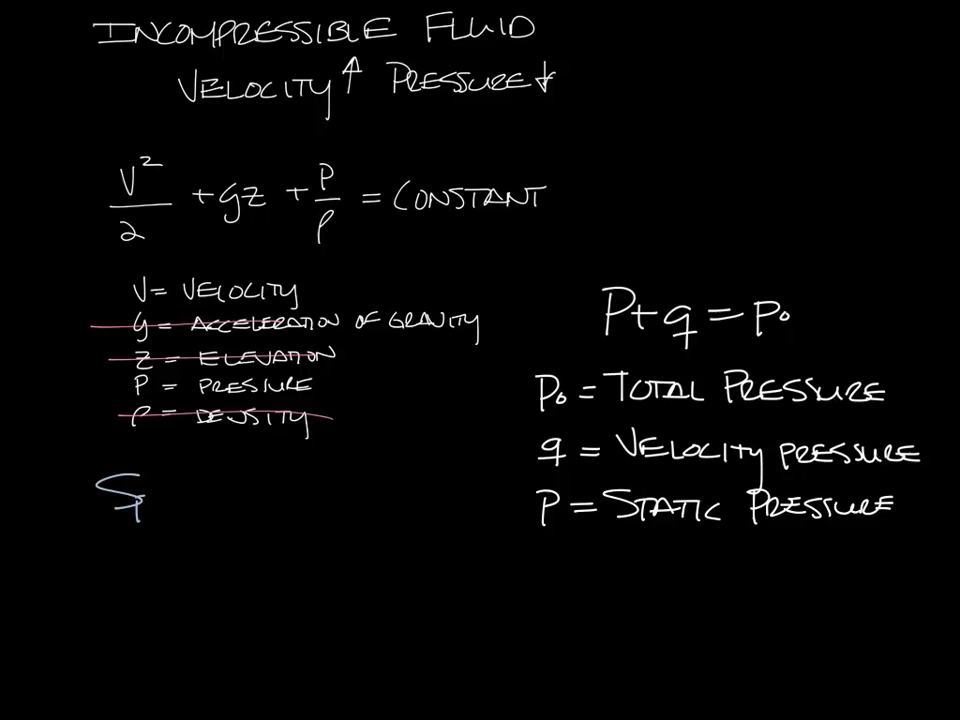 INCOMPRESSIBLE FLUID
VELOCITY↑ PRESSURE↓
V²/2 + gz + P/ρ = CONSTANT
V = VELOCITY
g = ACCELERATION OF GRAVITY
z = ELEVATION
P = PRESSURE
ρ = DENSITY
P + q = P₀
P₀ = TOTAL PRESSURE
q = VELOCITY PRESSURE
P = STATIC PRESSURE